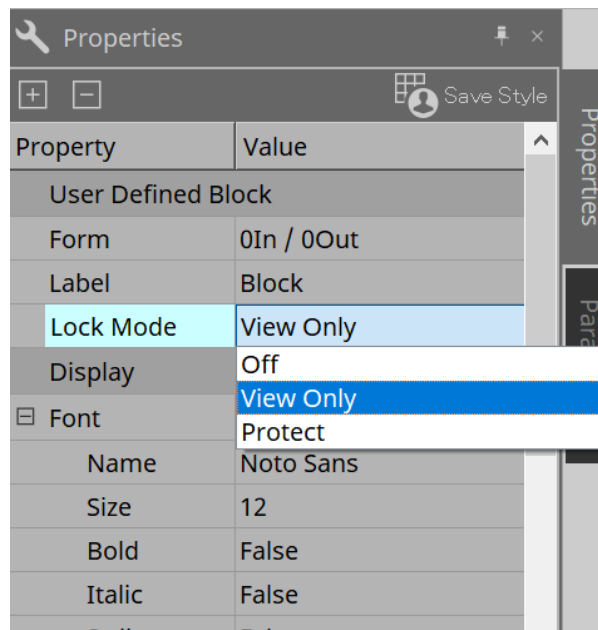 Properties
Save Style
Property Value
User Defined Block
Form 0In / 0Out
Label Block
Lock Mode View Only
Off
Display
View Only
Font
Protect
Name Noto Sans
Size 12
Bold False
Italic False
Properties